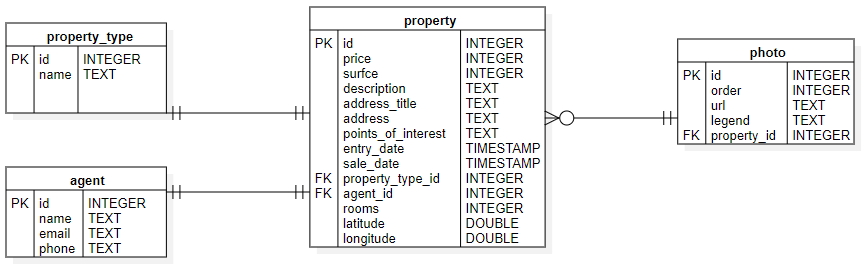 property_type
PK id INTEGER
name TEXT
agent
PK id INTEGER
name TEXT
email TEXT
phone TEXT
property
PK id INTEGER
price INTEGER
surfce INTEGER
description TEXT
address_title TEXT
address TEXT
points_of_interest TEXT
entry_date TIMESTAMP
sale_date TIMESTAMP
FK property_type_id INTEGER
FK agent_id INTEGER
rooms INTEGER
latitude DOUBLE
longitude DOUBLE
photo
PK id INTEGER
order INTEGER
url TEXT
legend TEXT
FK property_id INTEGER